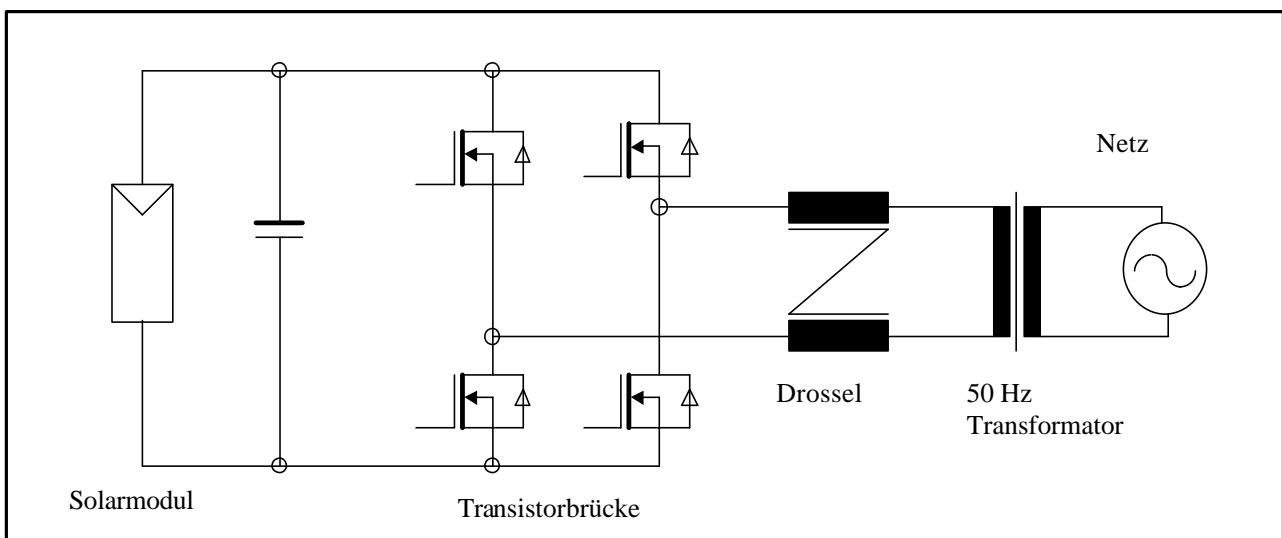 Netz
Drossel
50 Hz
Transformator
Solarmodul
Transistorbrücke